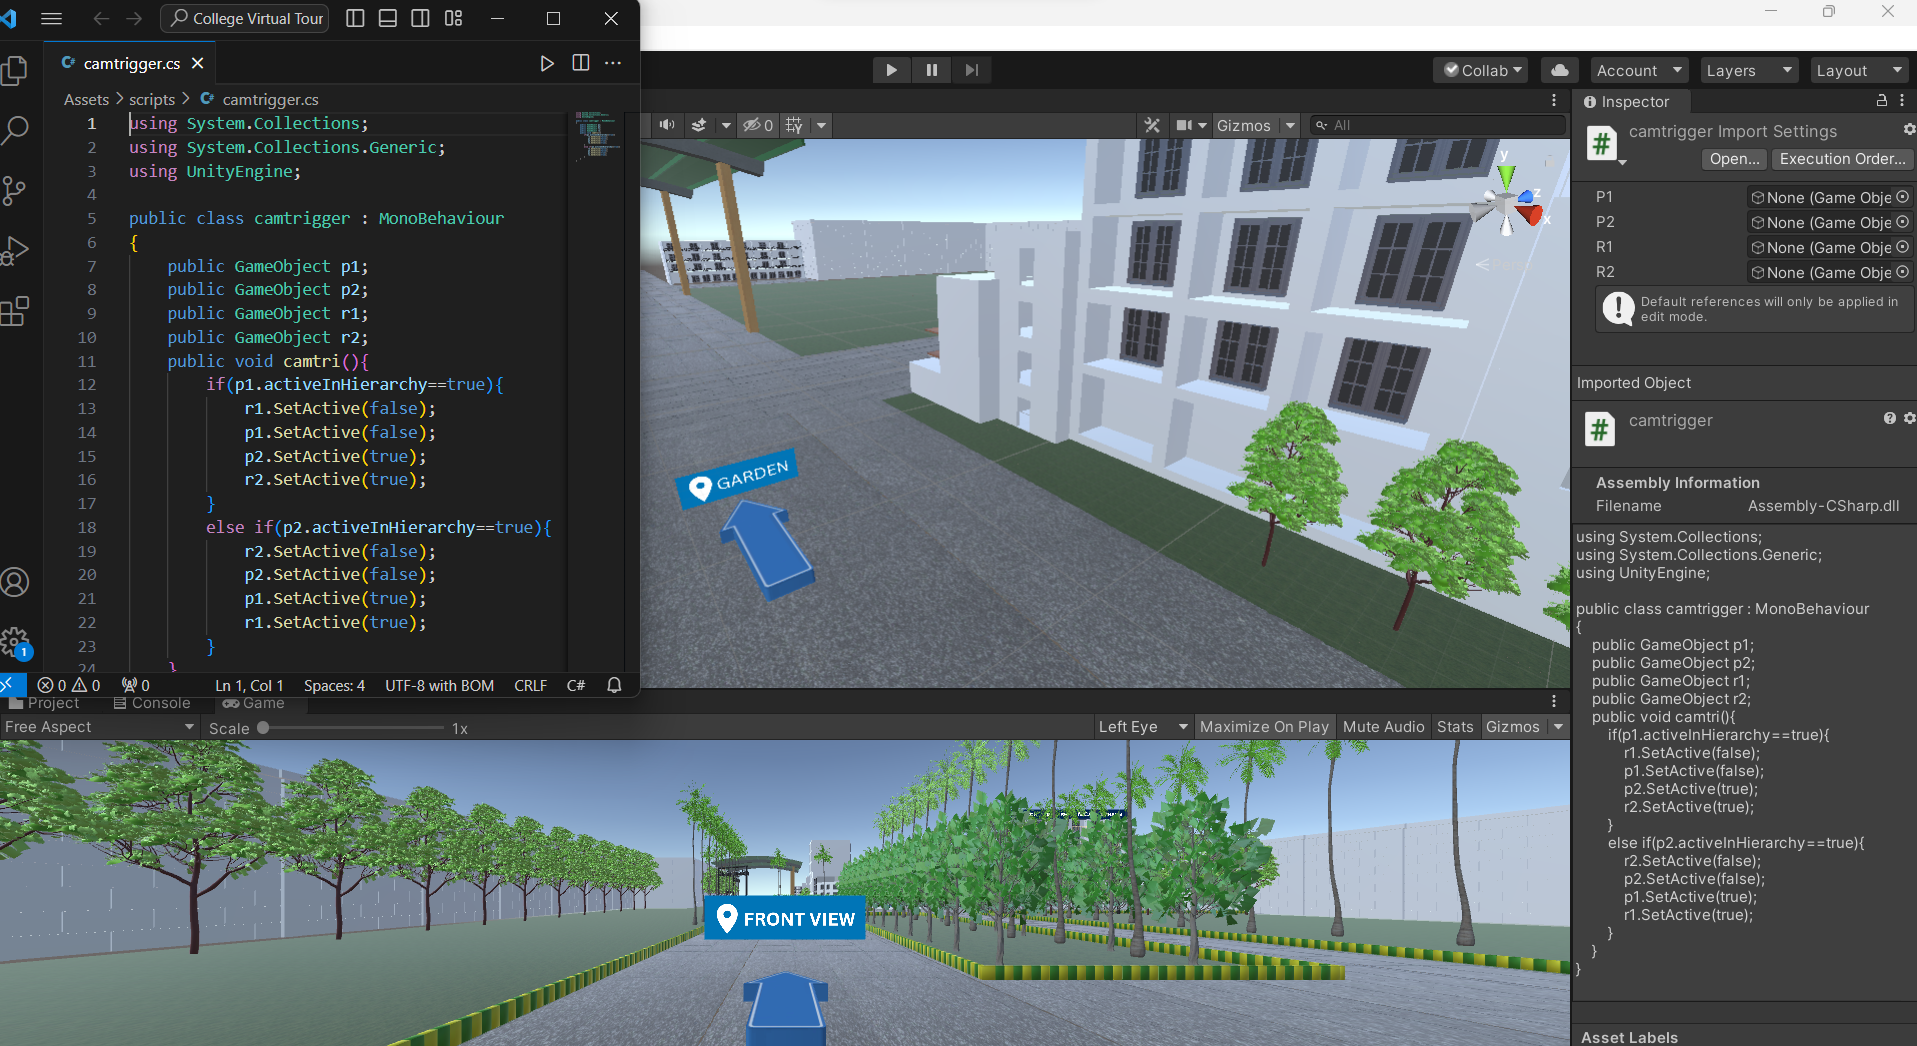 College Virtual Tour
camtrigger.cs
Assets > scripts > camtrigger.cs
1 using System.Collections;
2 using System.Collections.Generic;
3 using UnityEngine;
4
5 public class camtrigger : MonoBehaviour
6 {
7 public GameObject p1;
8 public GameObject p2;
9 public GameObject r1;
10 public GameObject r2;
11 public void camtri(){
12 if(p1.activeInHierarchy==true){
13 r1.SetActive(false);
14 p1.SetActive(false);
15 p2.SetActive(true);
16 r2.SetActive(true);
17 }
18 else if(p2.activeInHierarchy==true){
19 r2.SetActive(false);
20 p2.SetActive(false);
21 p1.SetActive(true);
22 r1.SetActive(true);
23 }
24 }
1
0 0 0 Ln 1, Col 1 Spaces: 4 UTF-8 with BOM CRLF C#
Collab Account Layers Layout
0 Gizmos All
y
z
x
GARDEN
Project Console Game
Free Aspect Scale 1x Left Eye Maximize On Play Mute Audio Stats Gizmos
FRONT VIEW
Inspector
camtrigger Import Settings
Open... Execution Order...
P1 None (Game Obje
P2 None (Game Obje
R1 None (Game Obje
R2 None (Game Obje
Default references will only be applied in
edit mode.
Imported Object
camtrigger
Assembly Information
Filename Assembly-CSharp.dll
using System.Collections;
using System.Collections.Generic;
using UnityEngine;
public class camtrigger : MonoBehaviour
{
public GameObject p1;
public GameObject p2;
public GameObject r1;
public GameObject r2;
public void camtri(){
if(p1.activeInHierarchy==true){
r1.SetActive(false);
p1.SetActive(false);
p2.SetActive(true);
r2.SetActive(true);
}
else if(p2.activeInHierarchy==true){
r2.SetActive(false);
p2.SetActive(false);
p1.SetActive(true);
r1.SetActive(true);
}
}
}
Asset Labels